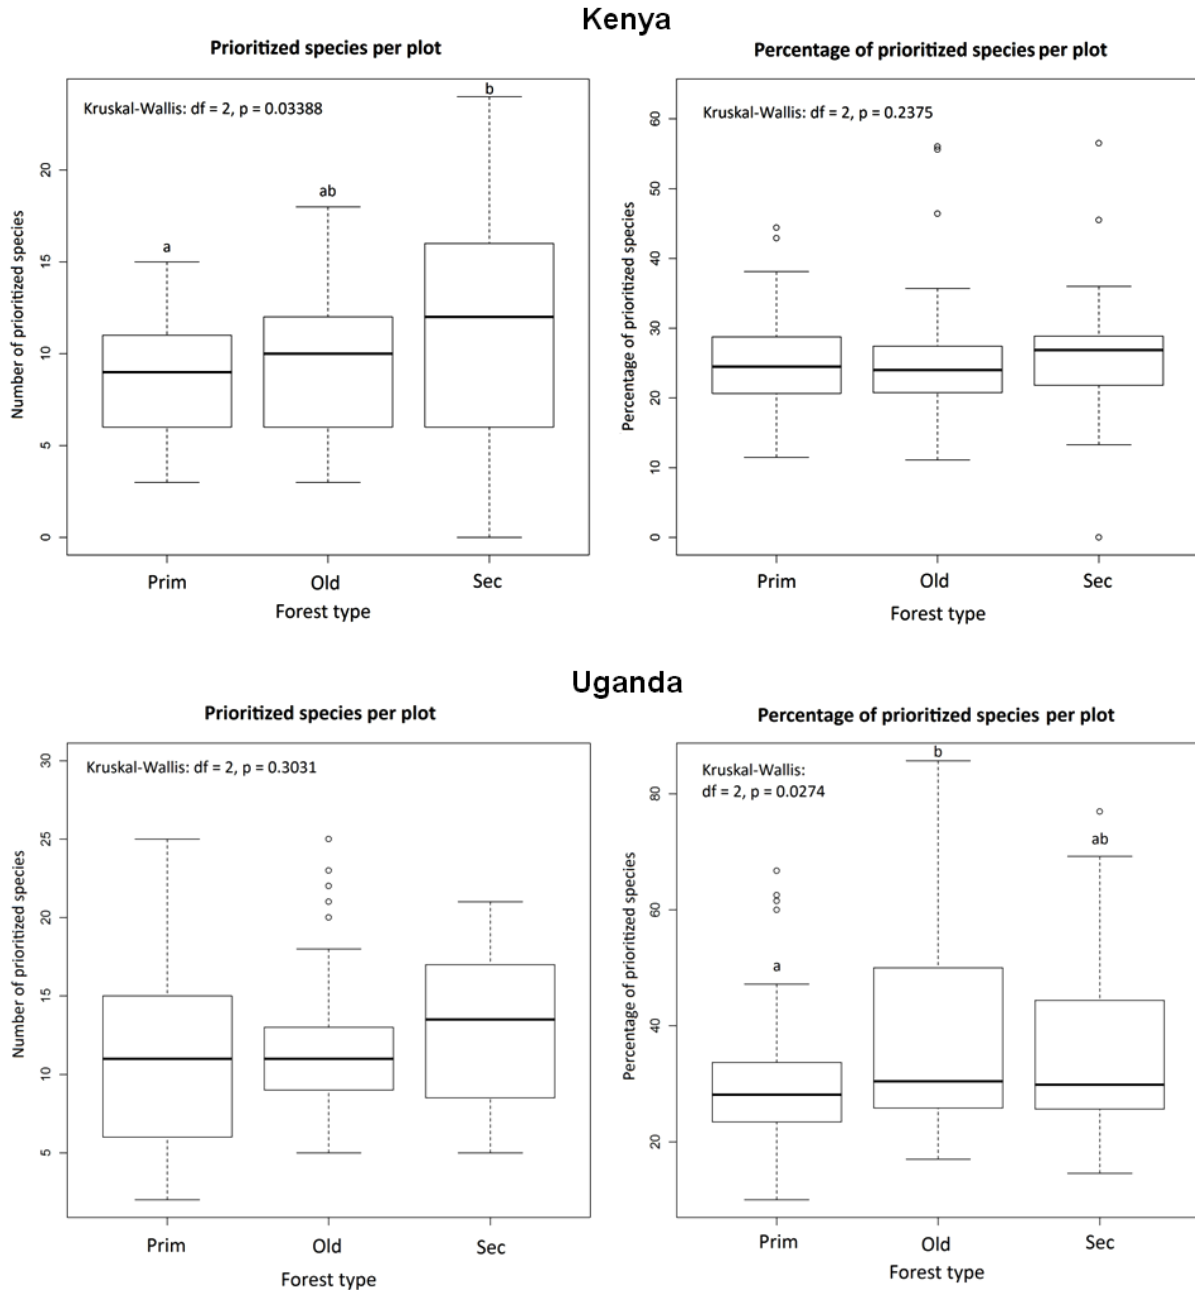 Kenya
Prioritized species per plot
Kruskal-Wallis: df = 2, p = 0.03388
Number of prioritized species
20
15
10
5
0
a
ab
b
Prim
Old
Sec
Forest type
Percentage of prioritized species per plot
Kruskal-Wallis: df = 2, p = 0.2375
Percentage of prioritized species
60
50
40
30
20
10
0
Prim
Old
Sec
Forest type
Uganda
Prioritized species per plot
Kruskal-Wallis: df = 2, p = 0.3031
Number of prioritized species
30
25
20
15
10
5
Prim
Old
Sec
Forest type
Percentage of prioritized species per plot
Kruskal-Wallis:
df = 2, p = 0.0274
Percentage of prioritized species
80
60
40
20
a
b
ab
Prim
Old
Sec
Forest type